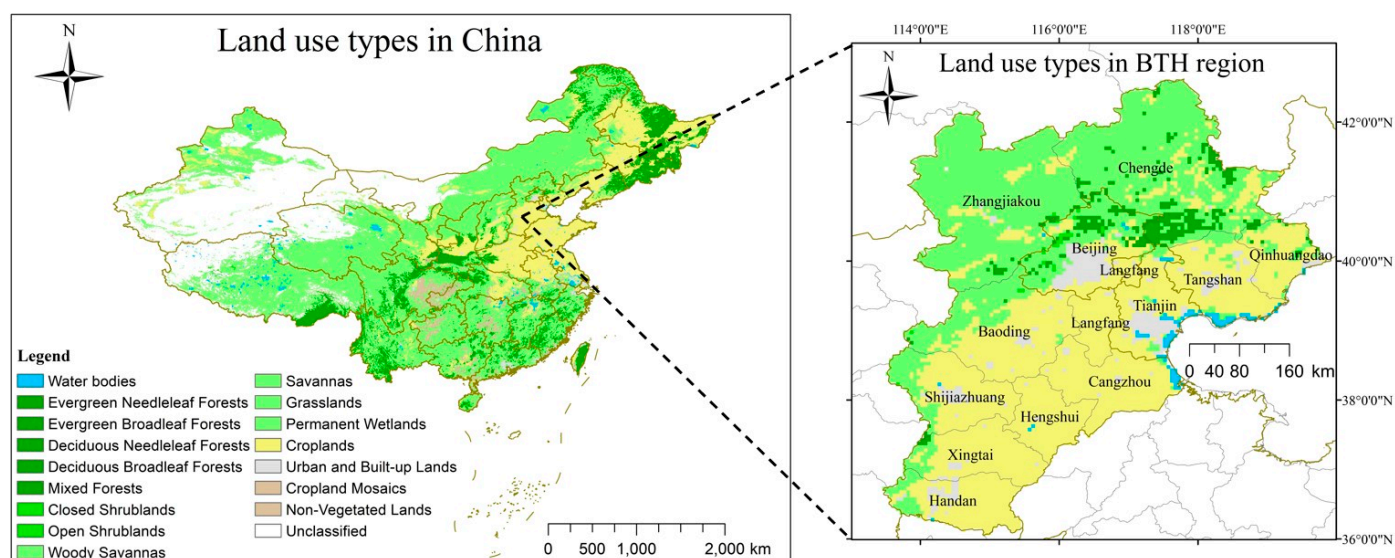 N
Land use types in China
Legend
Water bodies
Evergreen Needleleaf Forests
Evergreen Broadleaf Forests
Deciduous Needleleaf Forests
Deciduous Broadleaf Forests
Mixed Forests
Closed Shrublands
Open Shrublands
Woody Savannas
Savannas
Grasslands
Permanent Wetlands
Croplands
Urban and Built-up Lands
Cropland Mosaics
Non-Vegetated Lands
Unclassified
0 500 1,000 2,000 km
114°0'0"E 116°0'0"E 118°0'0"E
N
Land use types in BTH region
42°0'0"N
Chengde
Zhangjiakou
Beijing
Qinhuangdao
40°0'0"N
Langfang
Tangshan
Tianjin
Langfang
Baoding
0 40 80 160 km
Cangzhou
Shijiazhuang
38°0'0"N
Hengshui
Xingtai
Handan
36°0'0"N